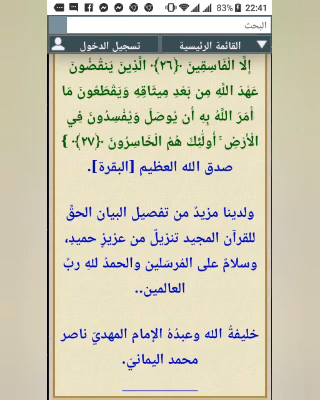 83% 22:41
البحث
القائمة الرئيسية تسجيل الدخول
إِلَّا الْفَاسِقِينَ ﴿٢٦﴾ الَّذِينَ يَنقُضُونَ
عَهْدَ اللَّهِ مِن بَعْدِ مِيثَاقِهِ وَيَقْطَعُونَ مَا
أَمَرَ اللَّهُ بِهِ أَن يُوصَلَ وَيُفْسِدُونَ فِي
الْأَرْضِ ۚ أُولَٰئِكَ هُمُ الْخَاسِرُونَ ﴿٢٧﴾ }
صدق الله العظيم [البقرة].
ولدينا مزيدٌ من تفصيل البيان الحقِّ
للقرآن المجيد تنزيلٌ من عزيزٍ حميدٍ،
وسلامٌ على المُرسَلين والحمدُ للهِ ربِّ
العالمين..
خليفةُ الله وعبدُهُ الإمام المهديّ ناصر
محمد اليمانيّ.